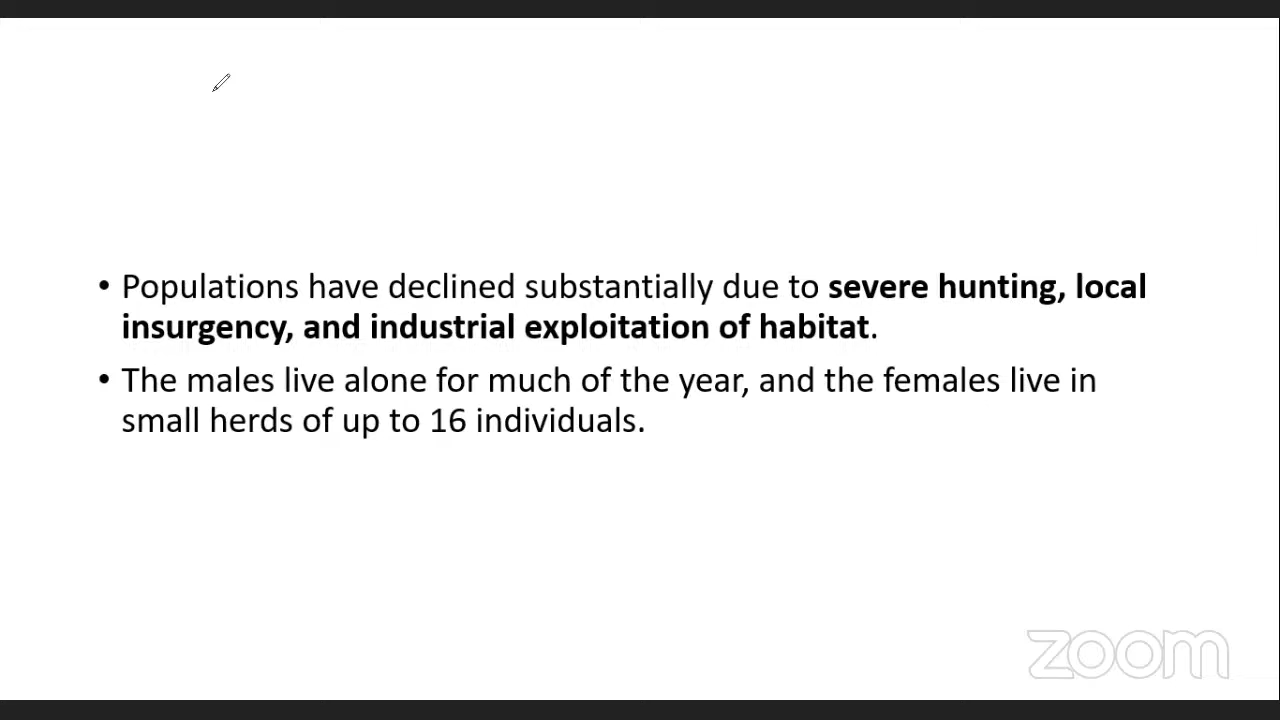 • Populations have declined substantially due to severe hunting, local
insurgency, and industrial exploitation of habitat.
• The males live alone for much of the year, and the females live in
small herds of up to 16 individuals.
zoom